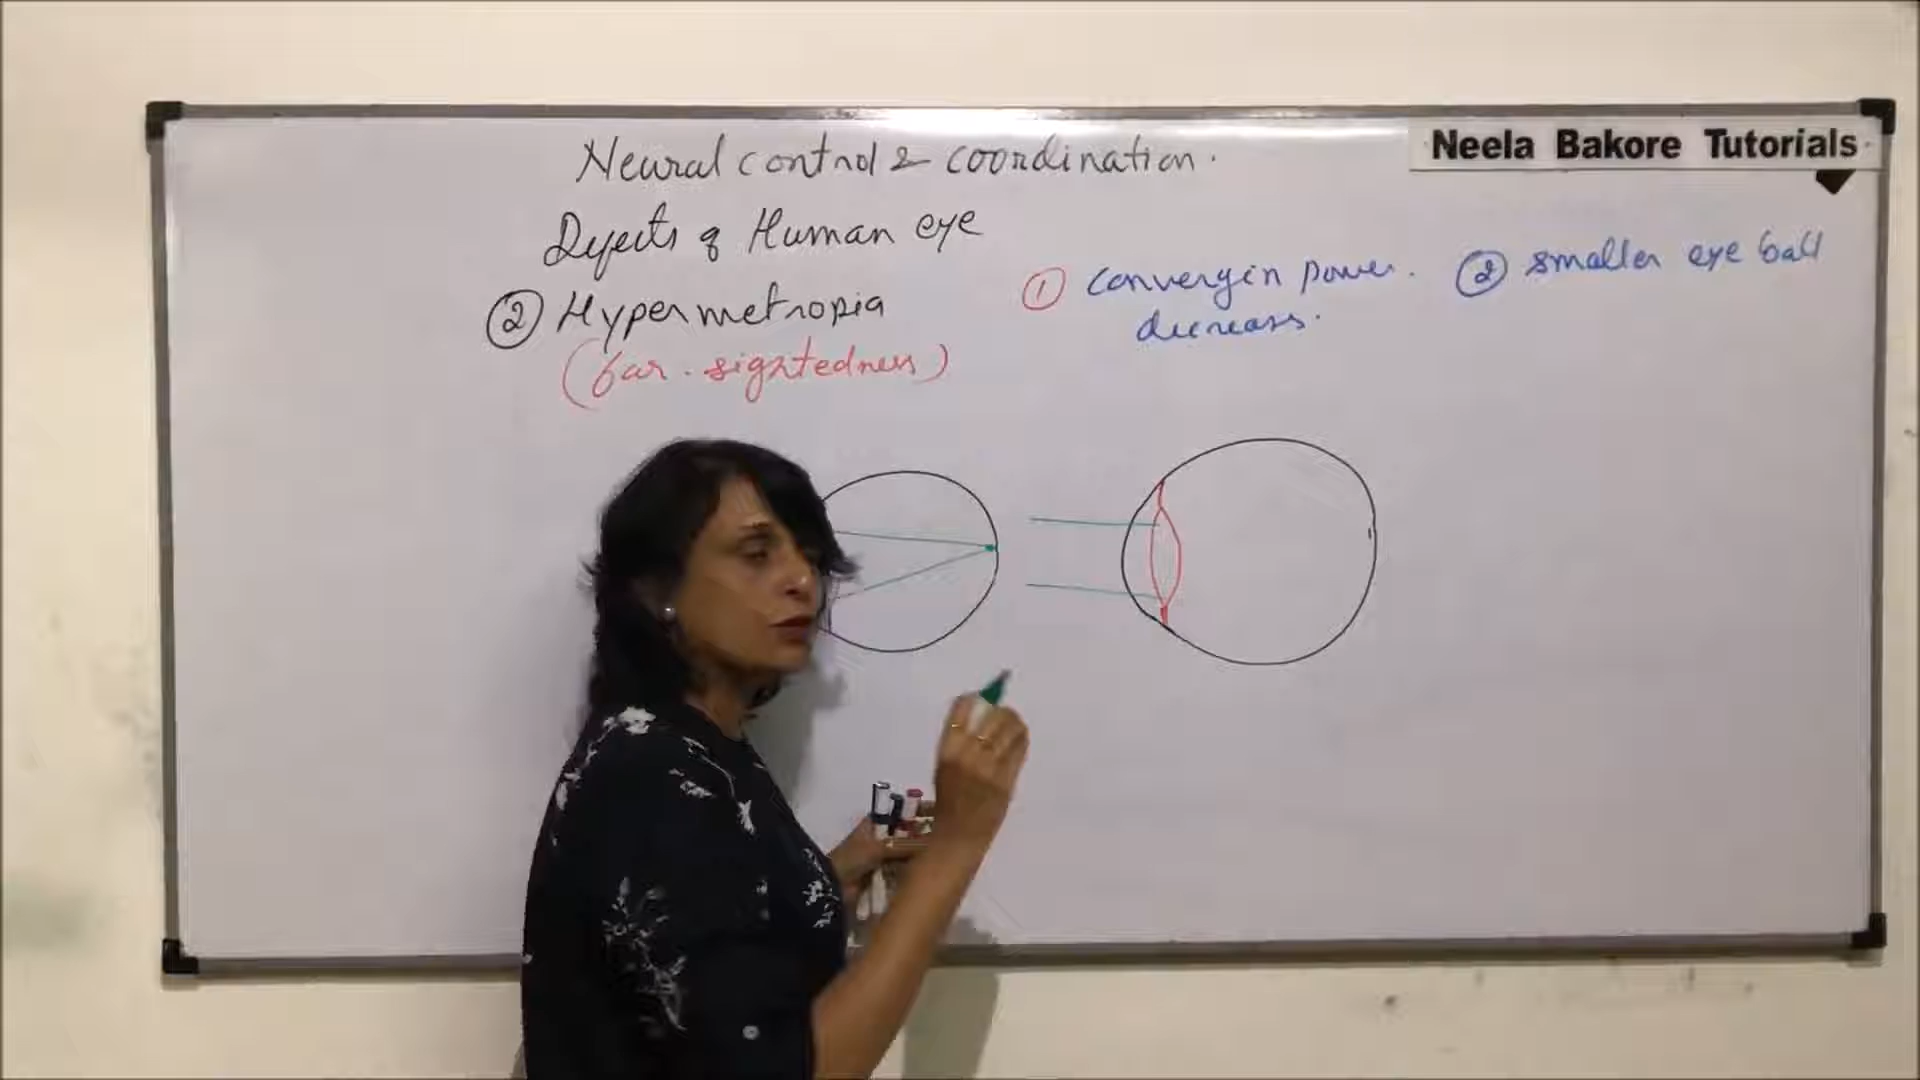 Neela Bakore Tutorials
Neural control & coordination.
Defects of Human eye
② Hypermetropia
(far-sightedness)
① Convergin power.
decreases.
② smaller eye ball